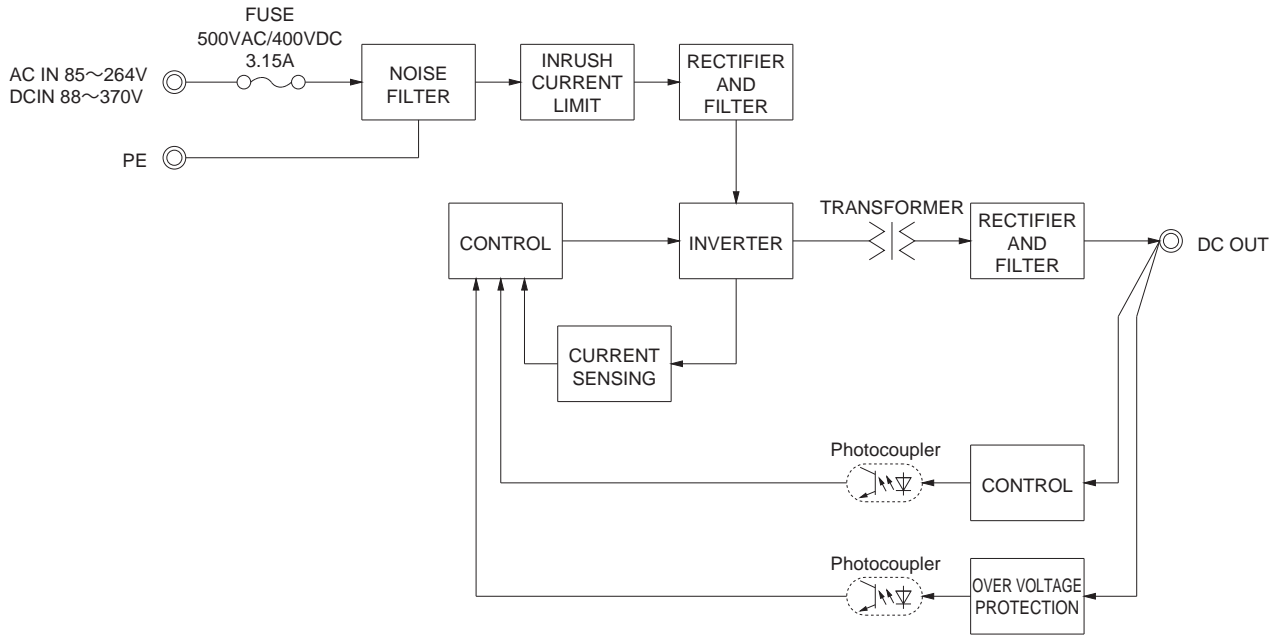 FUSE
500VAC/400VDC
3.15A
AC IN 85～264V
DCIN 88～370V
NOISE
FILTER
INRUSH
CURRENT
LIMIT
RECTIFIER
AND
FILTER
PE
CONTROL
INVERTER
TRANSFORMER
RECTIFIER
AND
FILTER
DC OUT
CURRENT
SENSING
Photocoupler
CONTROL
Photocoupler
OVER VOLTAGE
PROTECTION